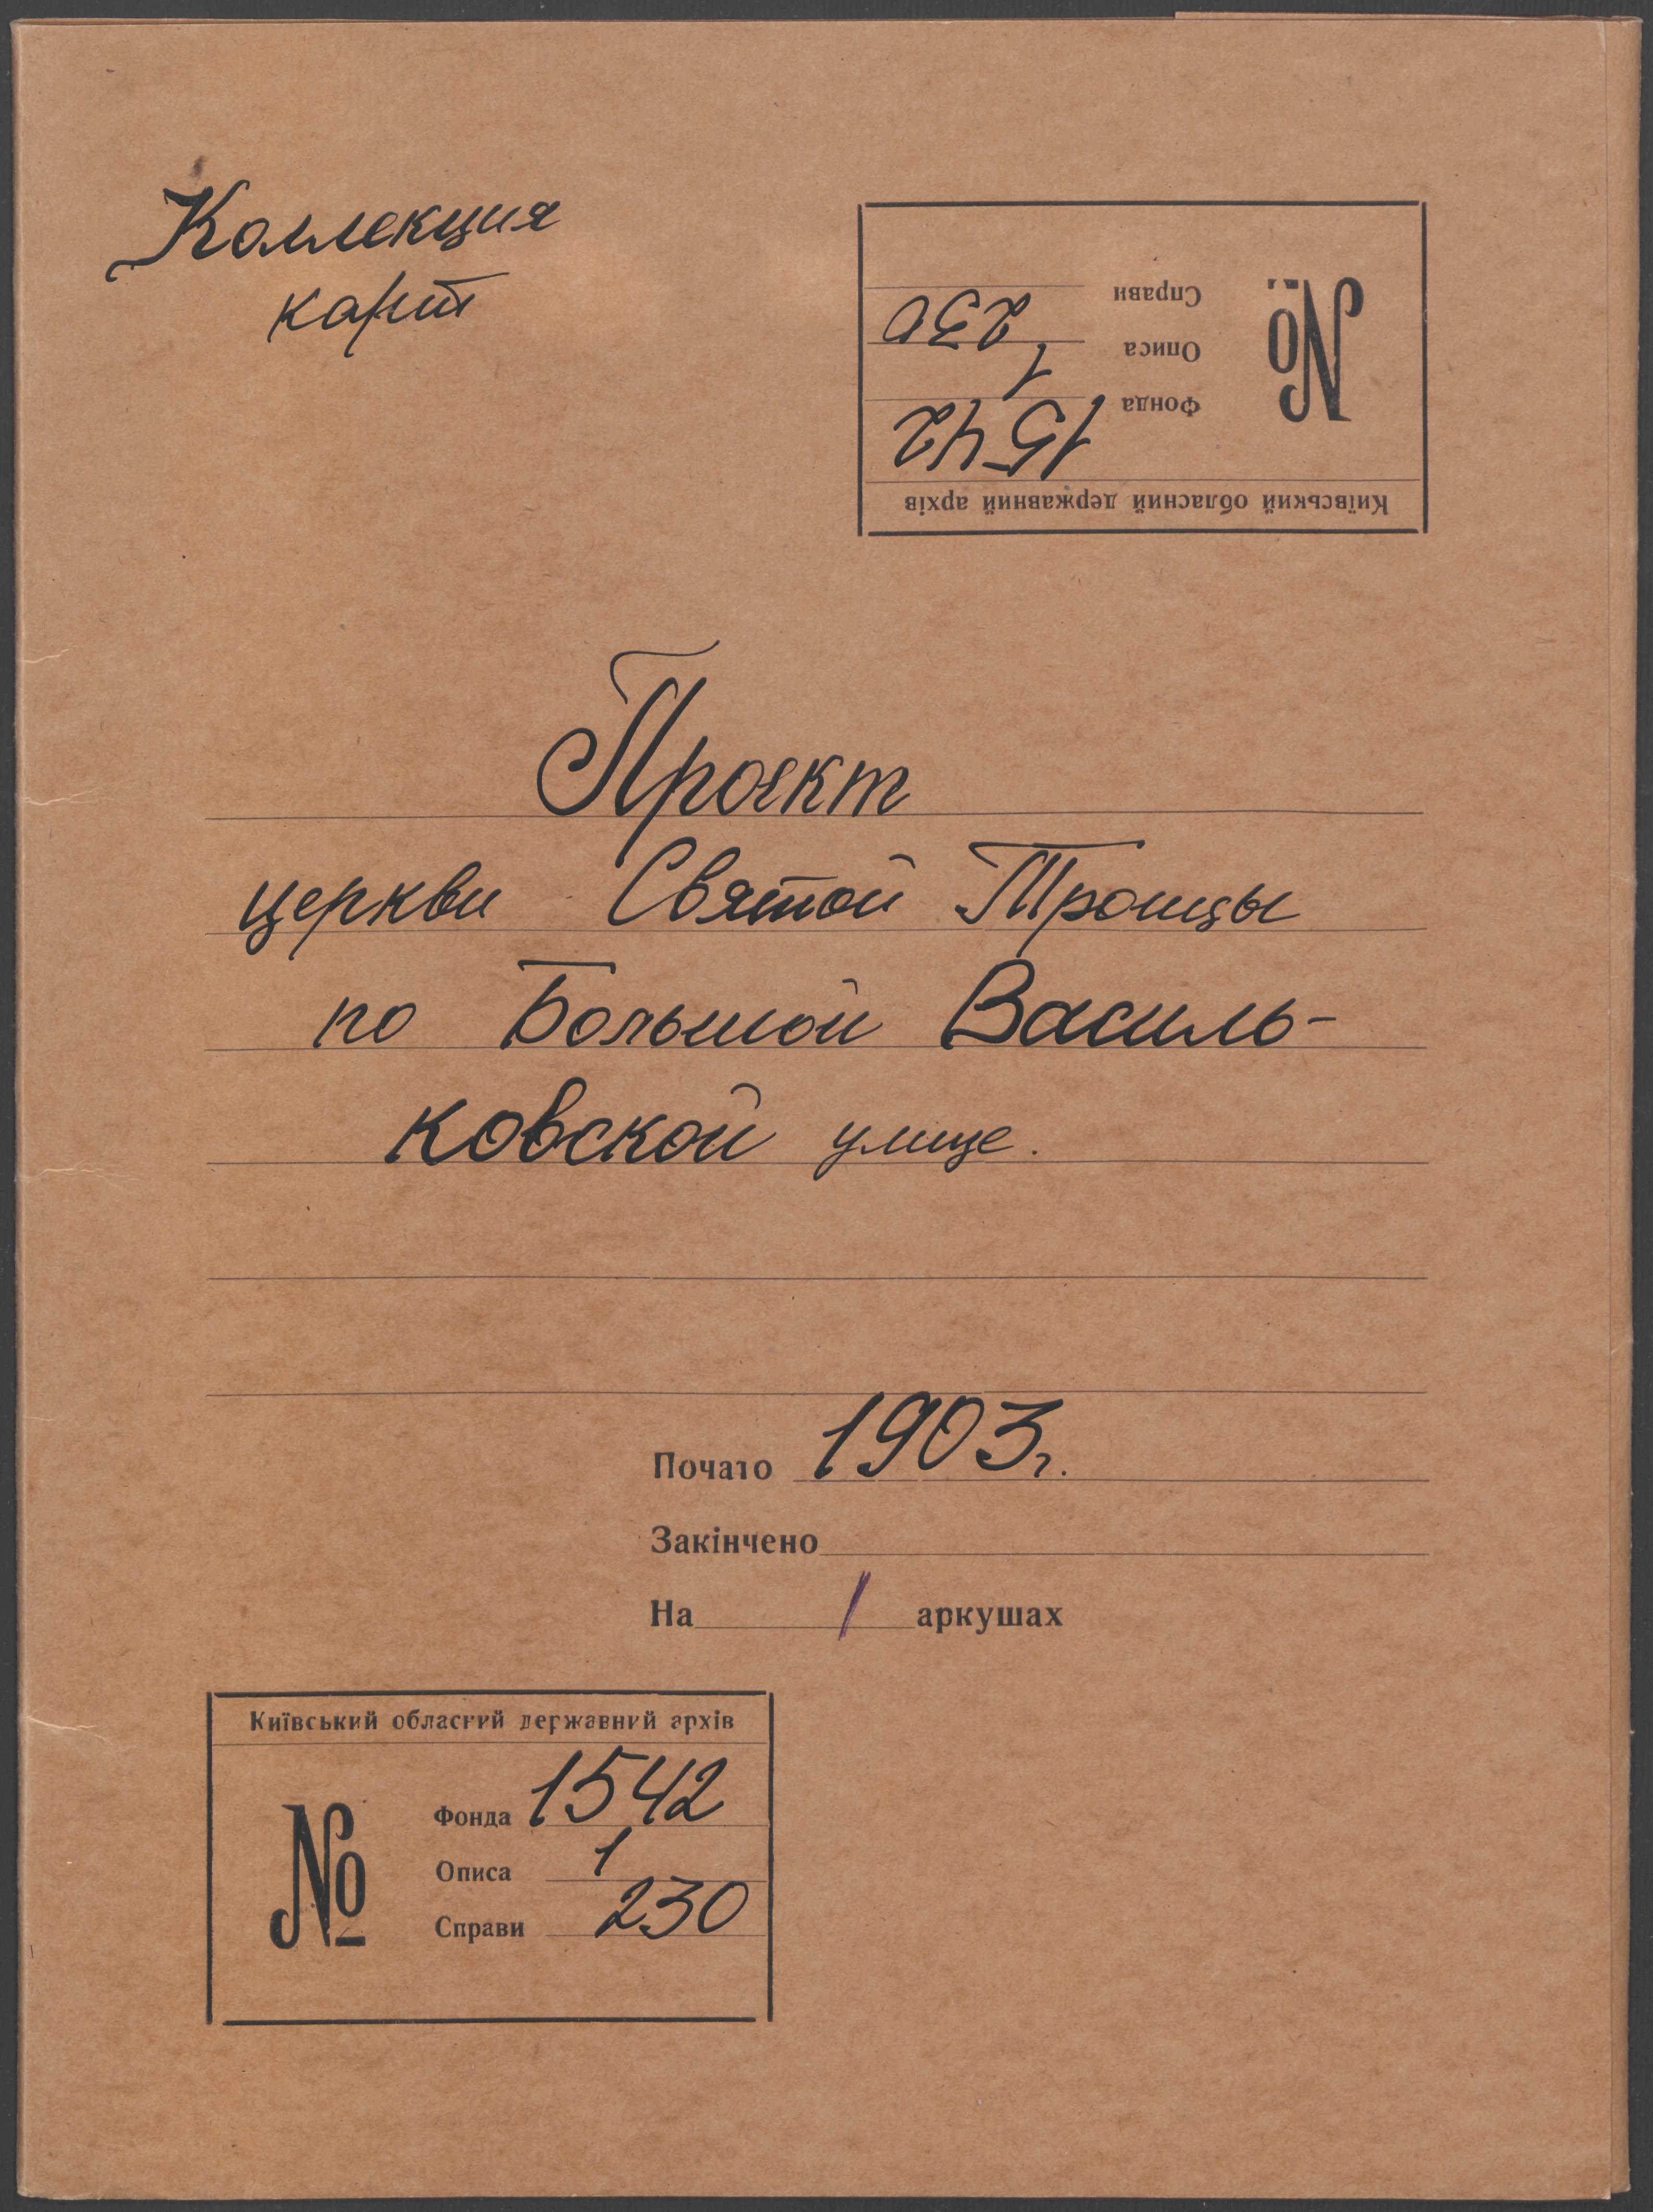 Коллекция
карт
Київський обласний державний архів
№
Фонда 1542
Описа 1
Справи 230
Проект
церкви Святой Троицы
по Большой Василь-
ковской улице.
Почато 1903 г.
Закінчено
На 1 аркушах
Київський обласний державний архів
№
Фонда 1542
Описа 1
Справи 230